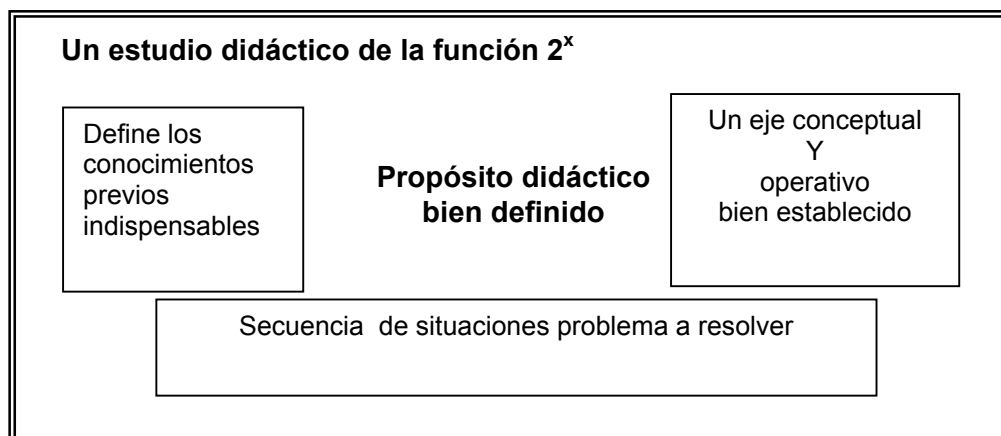 Un estudio didáctico de la función 2^x
Define los
conocimientos
previos
indispensables
Propósito didáctico
bien definido
Un eje conceptual
Y
operativo
bien establecido
Secuencia de situaciones problema a resolver